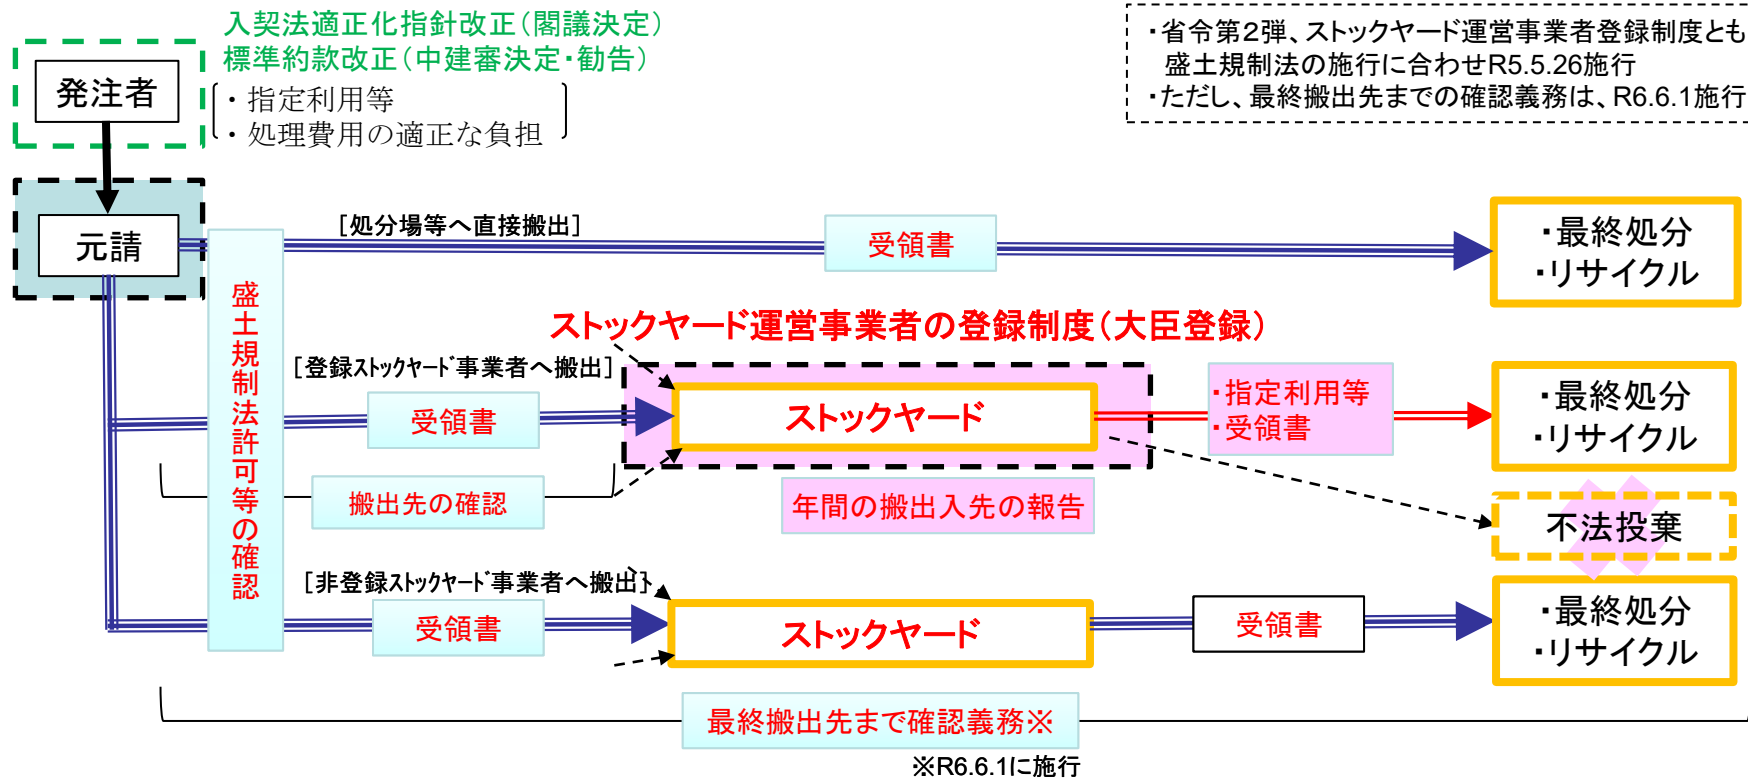 入契法適正化指針改正（閣議決定）
標準約款改正（中建審決定・勧告）
発注者
・指定利用等
・処理費用の適正な負担
・省令第２弾、ストックヤード運営事業者登録制度とも
盛土規制法の施行に合わせR5.5.26施行
・ただし、最終搬出先までの確認義務は、R6.6.1施行
元請
［処分場等へ直接搬出］
受領書
・最終処分
・リサイクル
盛土規制法許可等の確認
ストックヤード運営事業者の登録制度（大臣登録）
［登録ｽﾄｯｸﾔｰﾄﾞ事業者へ搬出］
受領書
ストックヤード
・指定利用等
・受領書
・最終処分
・リサイクル
搬出先の確認
年間の搬出入先の報告
不法投棄
［非登録ｽﾄｯｸﾔｰﾄﾞ事業者へ搬出］
受領書
ストックヤード
受領書
・最終処分
・リサイクル
最終搬出先まで確認義務※
※R6.6.1に施行